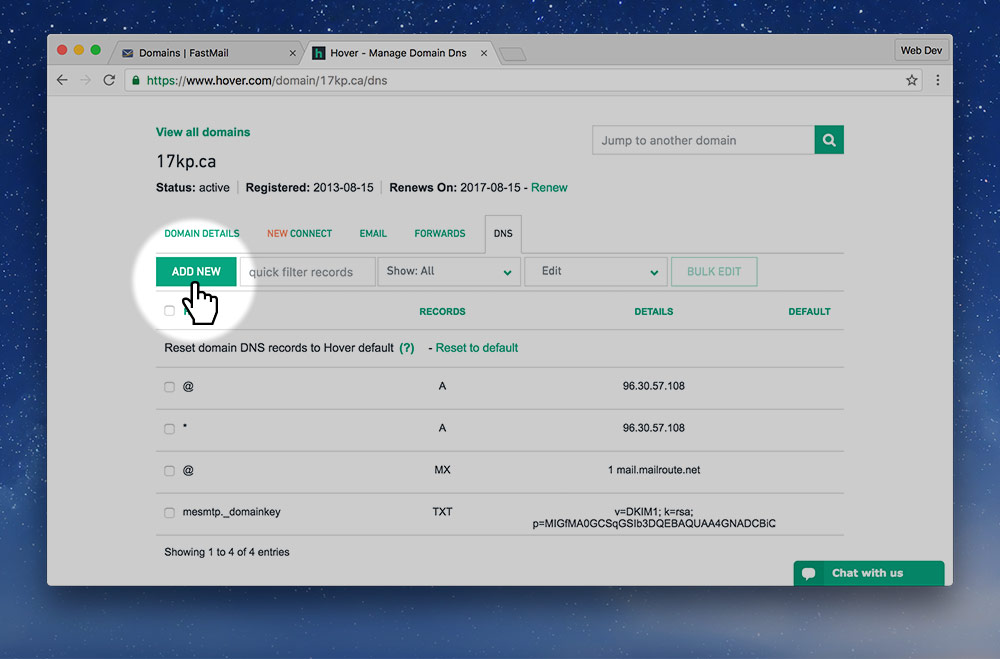 Domains | FastMail
Hover - Manage Domain Dns
Web Dev
https://www.hover.com/domain/17kp.ca/dns
View all domains
Jump to another domain
17kp.ca
Status: active Registered: 2013-08-15 Renews On: 2017-08-15 - Renew
DOMAIN DETAILS NEW CONNECT EMAIL FORWARDS DNS
ADD NEW quick filter records Show: All Edit BULK EDIT
RECORDS DETAILS DEFAULT
Reset domain DNS records to Hover default (?) - Reset to default
@ A 96.30.57.108
* A 96.30.57.108
@ MX 1 mail.mailroute.net
mesmtp._domainkey TXT v=DKIM1; k=rsa;
p=MIGfMA0GCSqGSIb3DQEBAQUAA4GNADCBiQ
Showing 1 to 4 of 4 entries
Chat with us